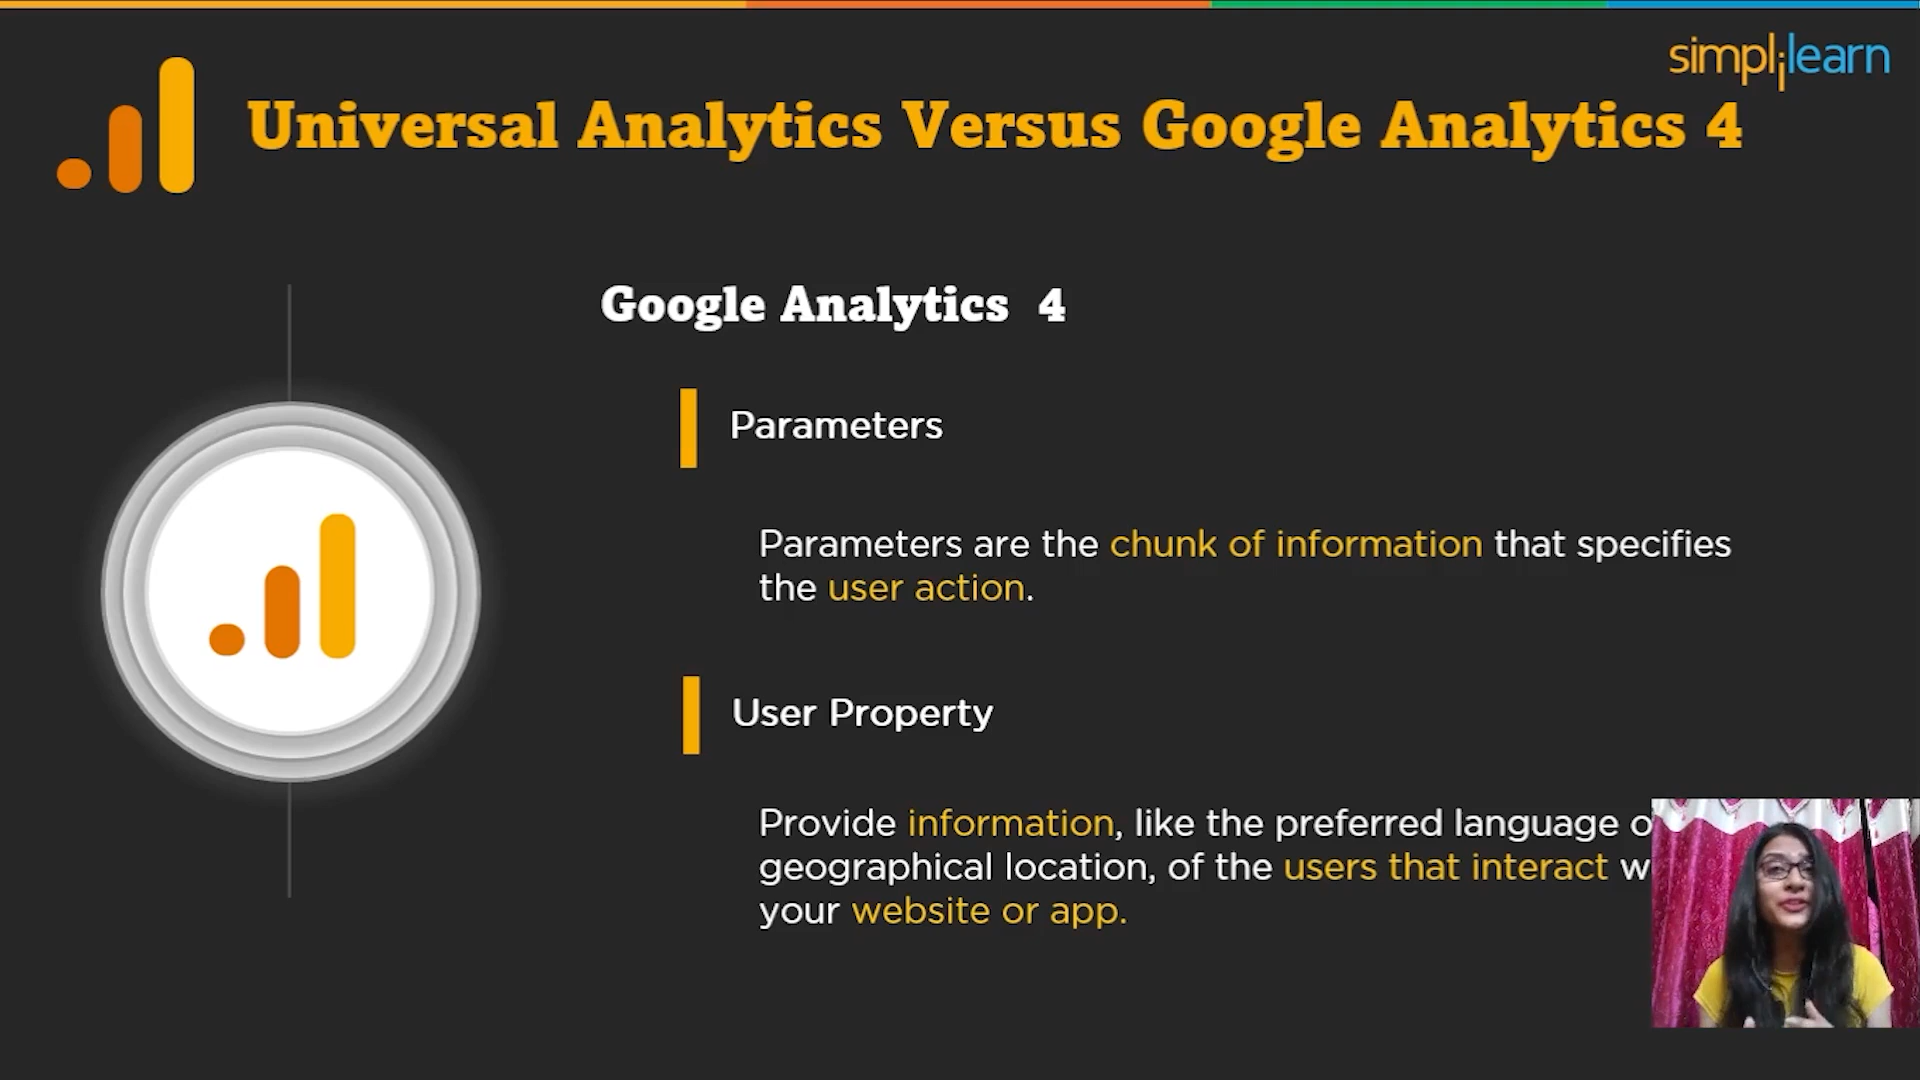 simplilearn
Universal Analytics Versus Google Analytics 4
Google Analytics 4
Parameters
Parameters are the chunk of information that specifies
the user action.
User Property
Provide information, like the preferred language
geographical location, of the users that interact
your website or app.